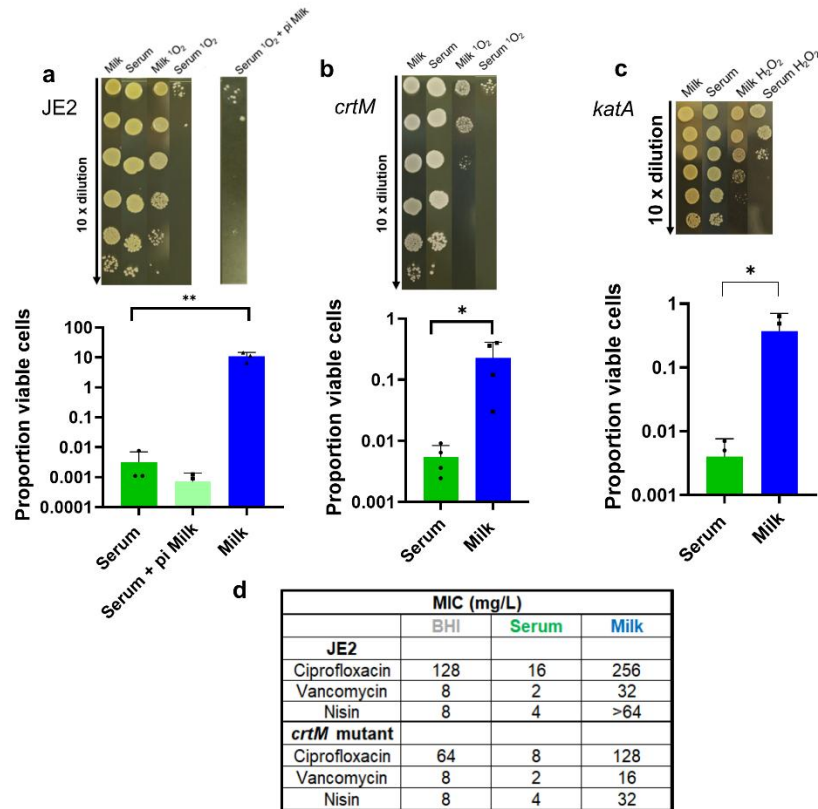 a
JE2
Milk
Serum
Milk ¹O₂
Serum ¹O₂
Serum ¹O₂ + pi Milk
10 x dilution
**
Proportion viable cells
100
10
1
0.1
0.01
0.001
0.0001
Serum
Serum + pi Milk
Milk
b
crtM
Milk
Serum
Milk ¹O₂
Serum ¹O₂
10 x dilution
*
Proportion viable cells
1
0.1
0.01
0.001
Serum
Milk
c
katA
Milk
Serum
Milk H₂O₂
Serum H₂O₂
10 x dilution
*
Proportion viable cells
1
0.1
0.01
0.001
Serum
Milk
d
MIC (mg/L)
BHI Serum Milk
JE2
Ciprofloxacin 128 16 256
Vancomycin 8 2 32
Nisin 8 4 >64
crtM mutant
Ciprofloxacin 64 8 128
Vancomycin 8 2 16
Nisin 8 4 32